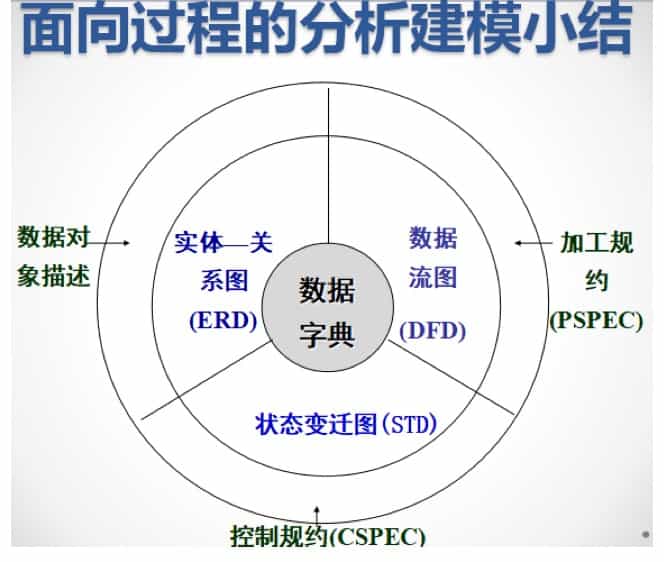 面向过程的分析建模小结
数据对
象描述
实体—关
系图
(ERD)
数据
字典
数据
流图
(DFD)
加工规
约
(PSPEC)
状态变迁图(STD)
控制规约(CSPEC)